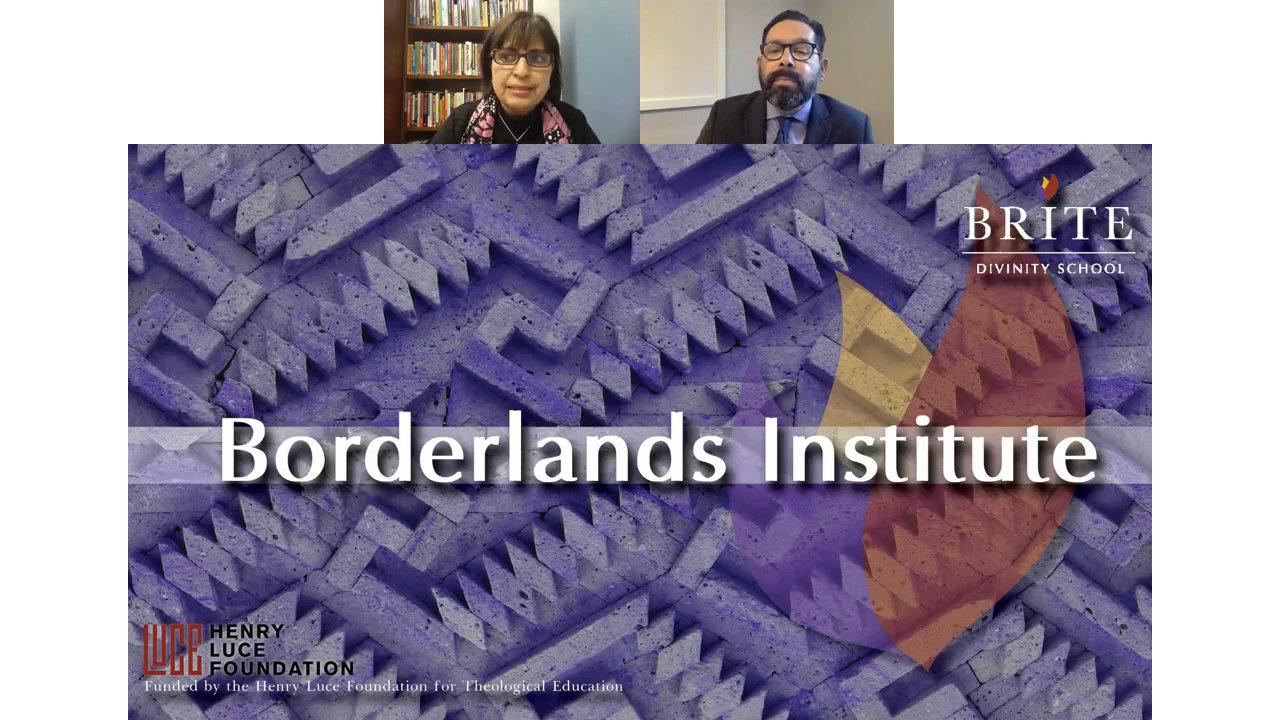 BRITE
DIVINITY SCHOOL
Borderlands Institute
LUCE
HENRY
LUCE
FOUNDATION
Funded by the Henry Luce Foundation for Theological Education